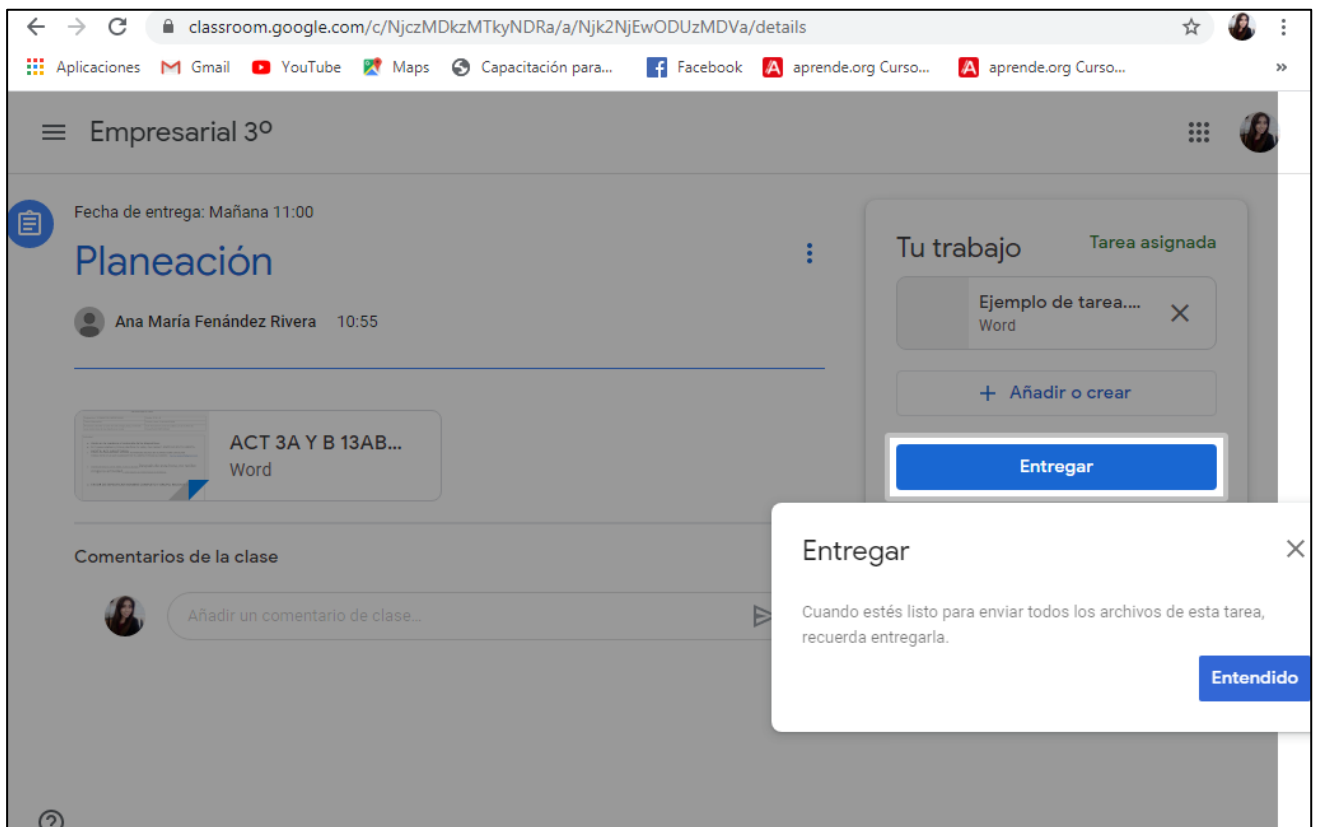 classroom.google.com/c/NjczMDkzMTkyNDRa/a/Njk2NjEwODUzMDVa/details
Aplicaciones Gmail YouTube Maps Capacitación para... Facebook aprende.org Curso... aprende.org Curso... »
Empresarial 3º
Fecha de entrega: Mañana 11:00
Planeación
Ana María Fenández Rivera 10:55
Tu trabajo Tarea asignada
Ejemplo de tarea....
Word
+ Añadir o crear
Entregar
ACT 3A Y B 13AB...
Word
Comentarios de la clase
Añadir un comentario de clase...
Entregar
Cuando estés listo para enviar todos los archivos de esta tarea,
recuerda entregarla.
Entendido